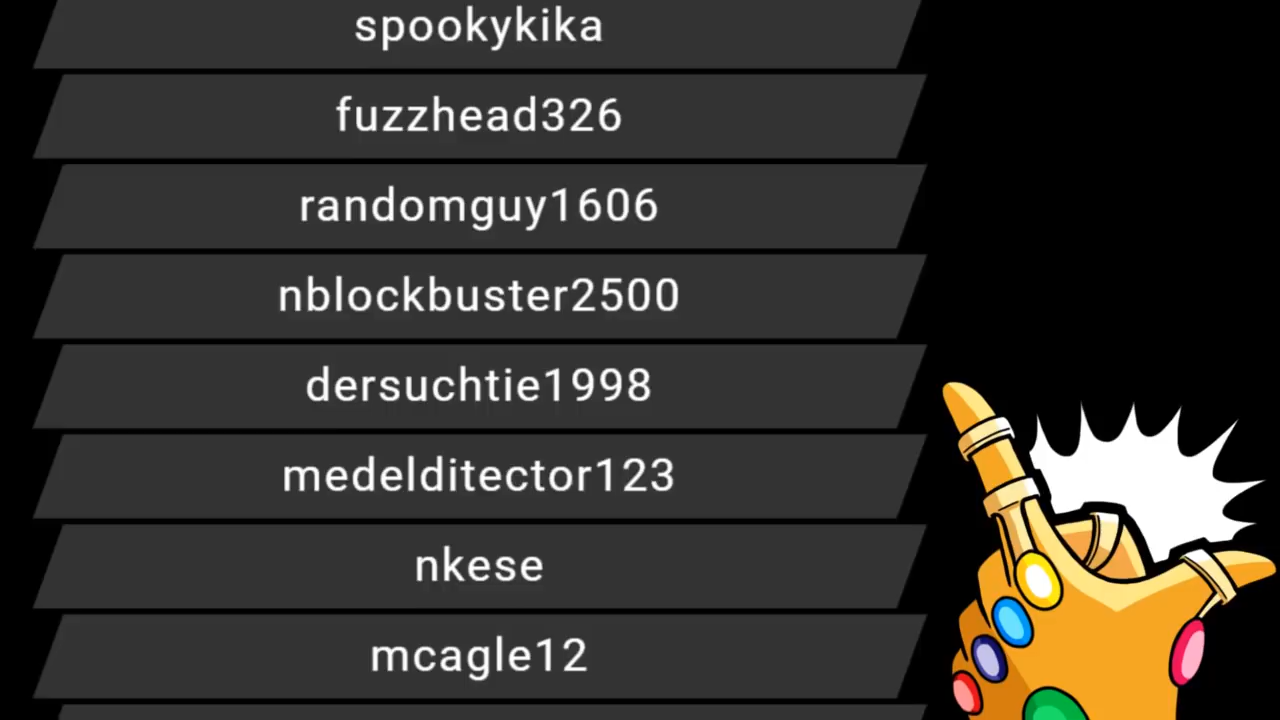 spookykika
fuzzhead326
randomguy1606
nblockbuster2500
dersuchtie1998
medelditector123
nkese
mcagle12